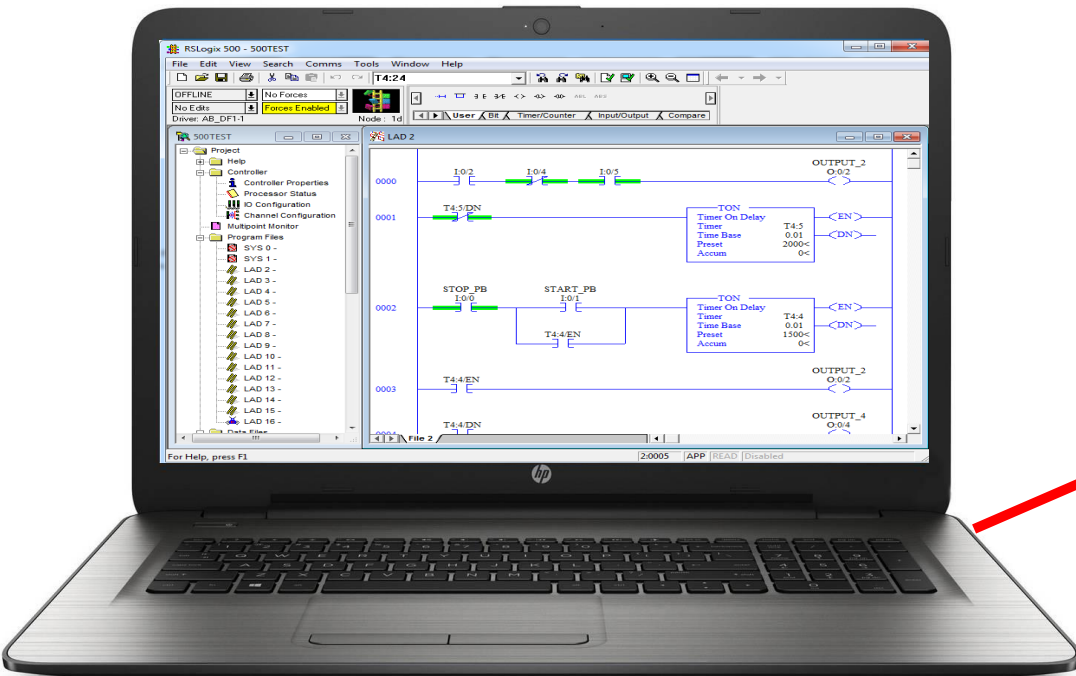 RSLogix 500 - 500TEST
File Edit View Search Comms Tools Window Help
T4:24
OFFLINE No Forces
No Edits Forces Enabled
Driver: AB_DF1-1 Node : 1d
User Bit Timer/Counter Input/Output Compare
500TEST
Project
Help
Controller
Controller Properties
Processor Status
IO Configuration
Channel Configuration
Multipoint Monitor
Program Files
SYS 0 -
SYS 1 -
LAD 2 -
LAD 3 -
LAD 4 -
LAD 5 -
LAD 6 -
LAD 7 -
LAD 8 -
LAD 9 -
LAD 10 -
LAD 11 -
LAD 12 -
LAD 13 -
LAD 14 -
LAD 15 -
LAD 16 -
Data Files
LAD 2
OUTPUT_2
I:0/2 I:0/4 I:0/5 O:0/2
0000
T4:5/DN
0001
TON
Timer On Delay EN
Timer T4:5
Time Base 0.01 DN
Preset 2000<
Accum 0<
STOP_PB START_PB
I:0/0 I:0/1
0002
TON
Timer On Delay EN
Timer T4:4
Time Base 0.01 DN
Preset 1500<
Accum 0<
T4:4/EN
OUTPUT_2
T4:4/EN O:0/2
0003
OUTPUT_4
T4:4/DN O:0/4
0004
File 2
For Help, press F1 2:0005 APP READ Disabled
hp